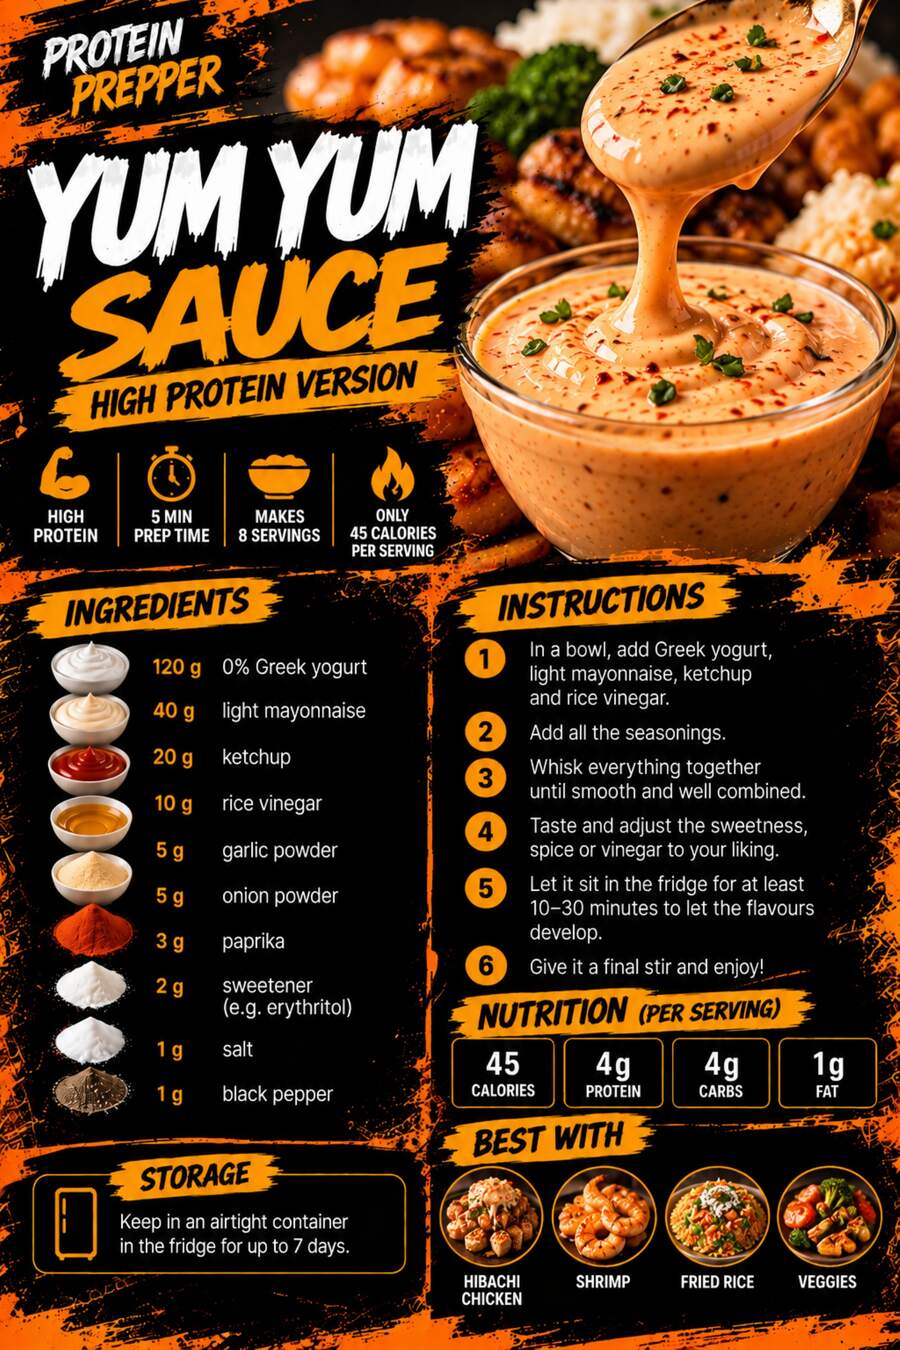 PROTEIN
PREPPER
YUM YUM
SAUCE
HIGH PROTEIN VERSION
HIGH
PROTEIN
5 MIN
PREP TIME
MAKES
8 SERVINGS
ONLY
45 CALORIES
PER SERVING
INGREDIENTS
120 g 0% Greek yogurt
40 g light mayonnaise
20 g ketchup
10 g rice vinegar
5 g garlic powder
5 g onion powder
3 g paprika
2 g sweetener
(e.g. erythritol)
1 g salt
1 g black pepper
STORAGE
Keep in an airtight container
in the fridge for up to 7 days.
INSTRUCTIONS
1 In a bowl, add Greek yogurt,
light mayonnaise, ketchup
and rice vinegar.
2 Add all the seasonings.
3 Whisk everything together
until smooth and well combined.
4 Taste and adjust the sweetness,
spice or vinegar to your liking.
5 Let it sit in the fridge for at least
10–30 minutes to let the flavours
develop.
6 Give it a final stir and enjoy!
NUTRITION (PER SERVING)
45
CALORIES
4g
PROTEIN
4g
CARBS
1g
FAT
BEST WITH
HIBACHI
CHICKEN
SHRIMP
FRIED RICE
VEGGIES